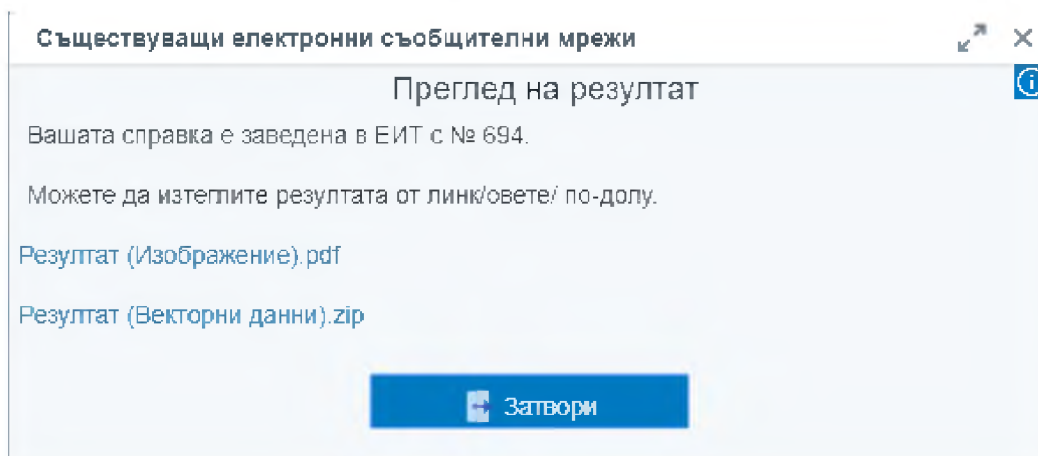 Съществуващи електронни съобщителни мрежи
Преглед на резултат
Вашата справка е заведена в ЕИТ с № 694.
Можете да изтеглите резултата от линк/овете/ по-долу.
Резултат (Изображение).pdf
Резултат (Векторни данни).zip
Затвори